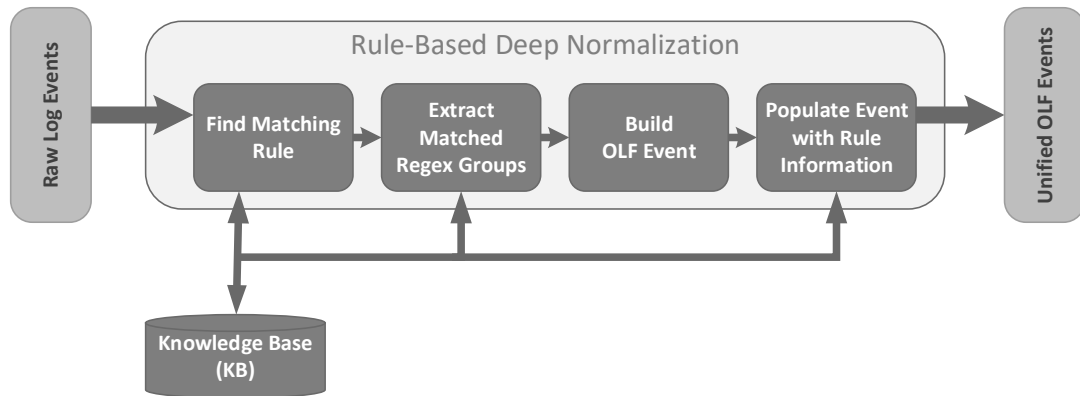 Raw Log Events
Rule-Based Deep Normalization
Find Matching
Rule
Extract
Matched
Regex Groups
Build
OLF Event
Populate Event
with Rule
Information
Unified OLF Events
Knowledge Base
(KB)